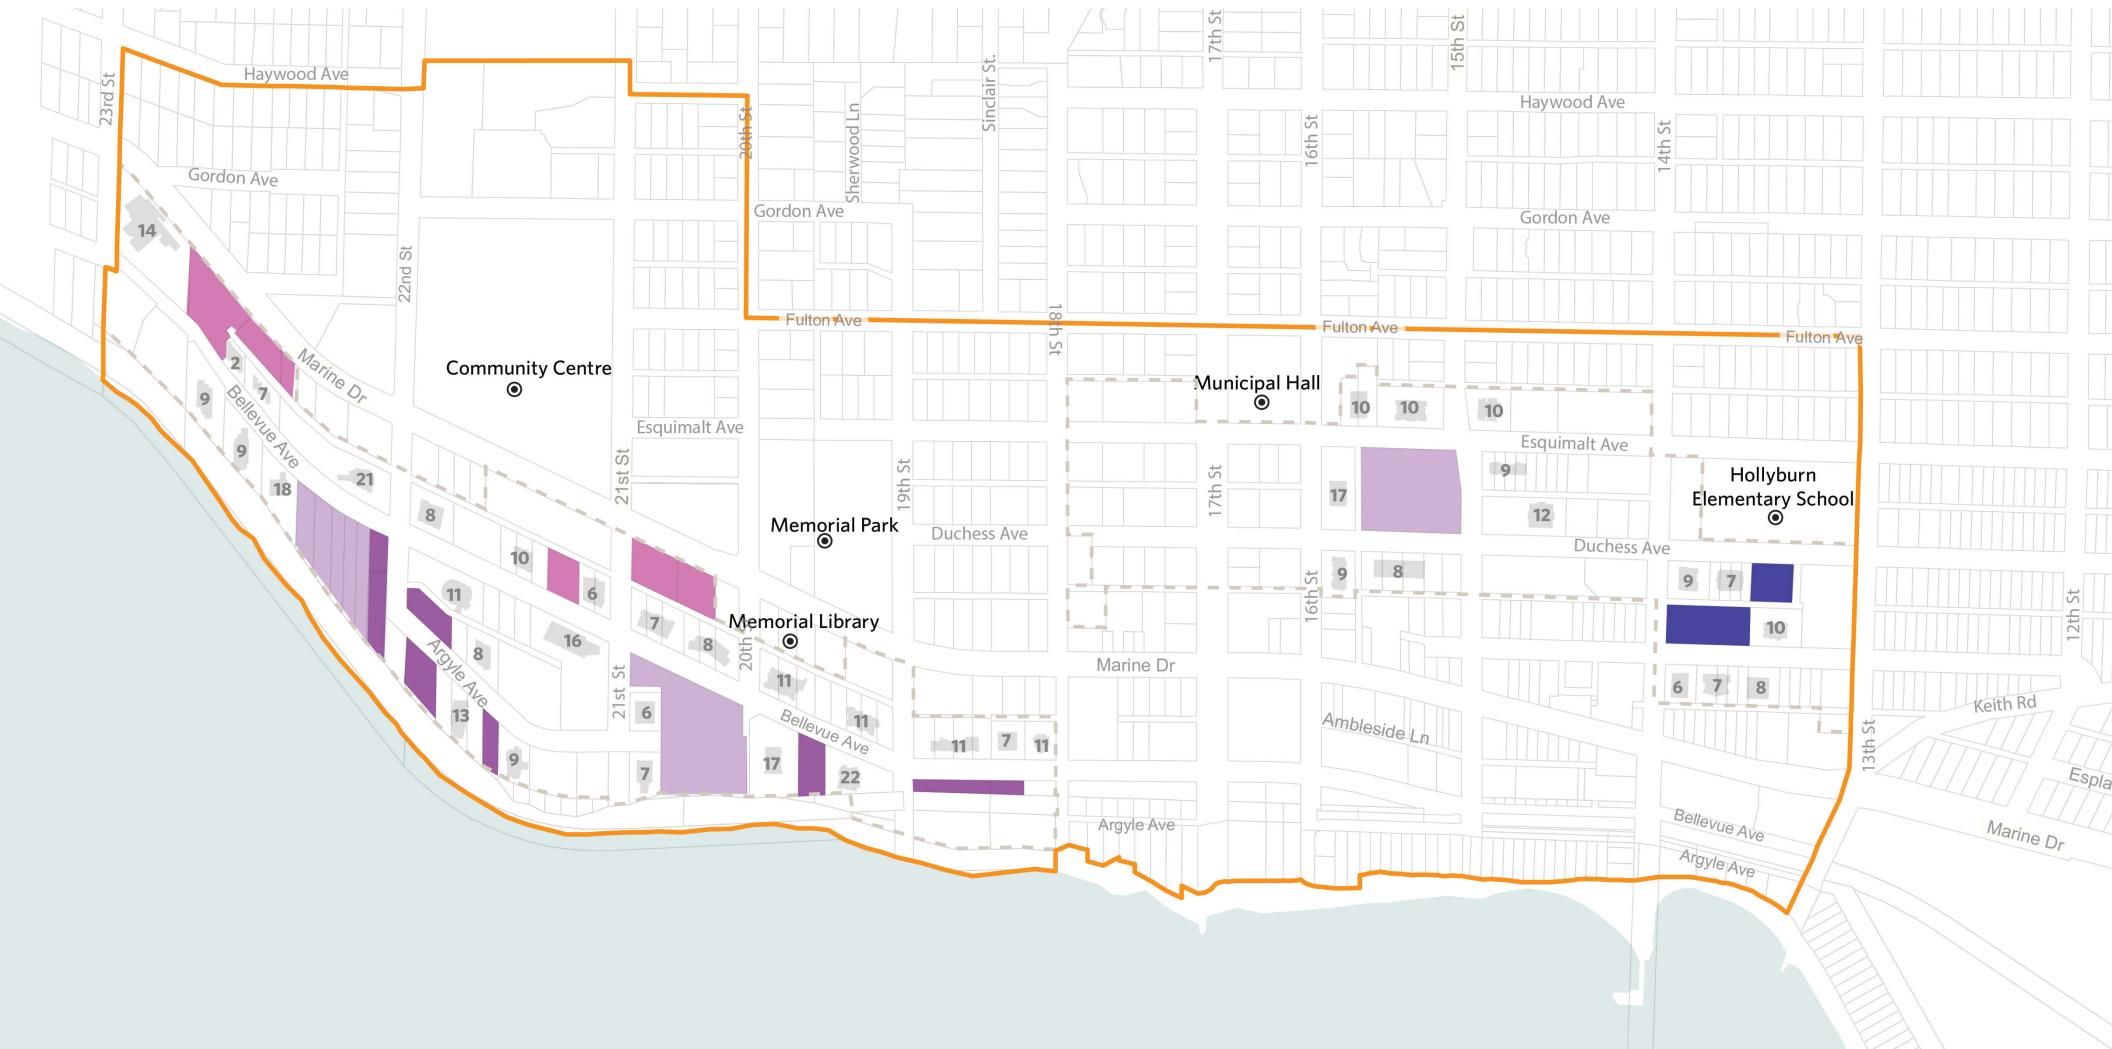 17th St
15th St
Haywood Ave
23rd St
Sinclair St.
Haywood Ave
20th St
Sherwood Ln
16th St
14th St
Gordon Ave
Gordon Ave
Gordon Ave
14
22nd St
Fulton Ave
18th St
Fulton Ave
Fulton Ave
2
7
9
Marine Dr
Bellevue Ave
Community Centre
Municipal Hall
10
10
10
Esquimalt Ave
Esquimalt Ave
9
18
21
21st St
19th St
17th St
17
9
Hollyburn
Elementary School
8
12
Memorial Park
Duchess Ave
Duchess Ave
10
6
11
9
8
16th St
9
7
12th St
7
8
20th St
Memorial Library
10
16
8
Argyle Ave
21st St
Marine Dr
11
6
7
8
13
6
Bellevue Ave
11
Ambleside Ln
Keith Rd
9
7
17
22
11
7
11
13th St
Espla
Argyle Ave
Bellevue Ave
Argyle Ave
Marine Dr